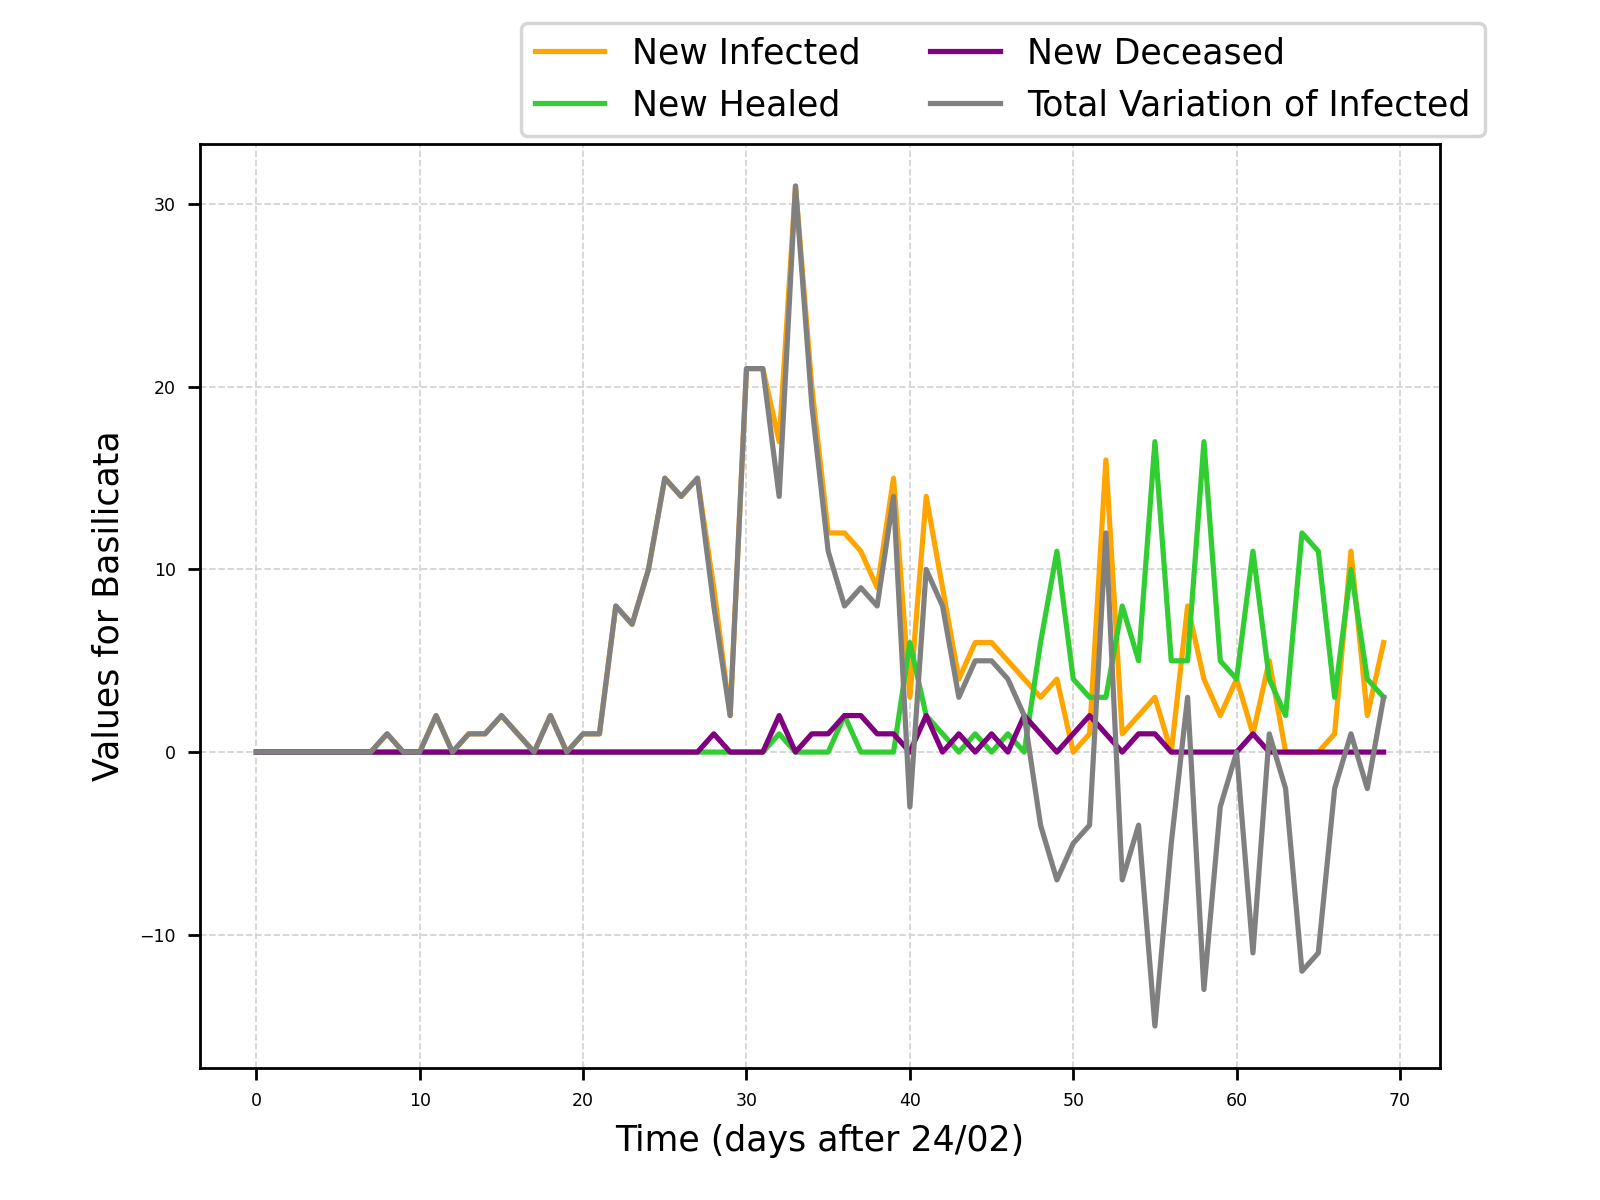 New Infected
New Healed
New Deceased
Total Variation of Infected
Values for Basilicata
30
20
10
0
−10
0 10 20 30 40 50 60 70
Time (days after 24/02)